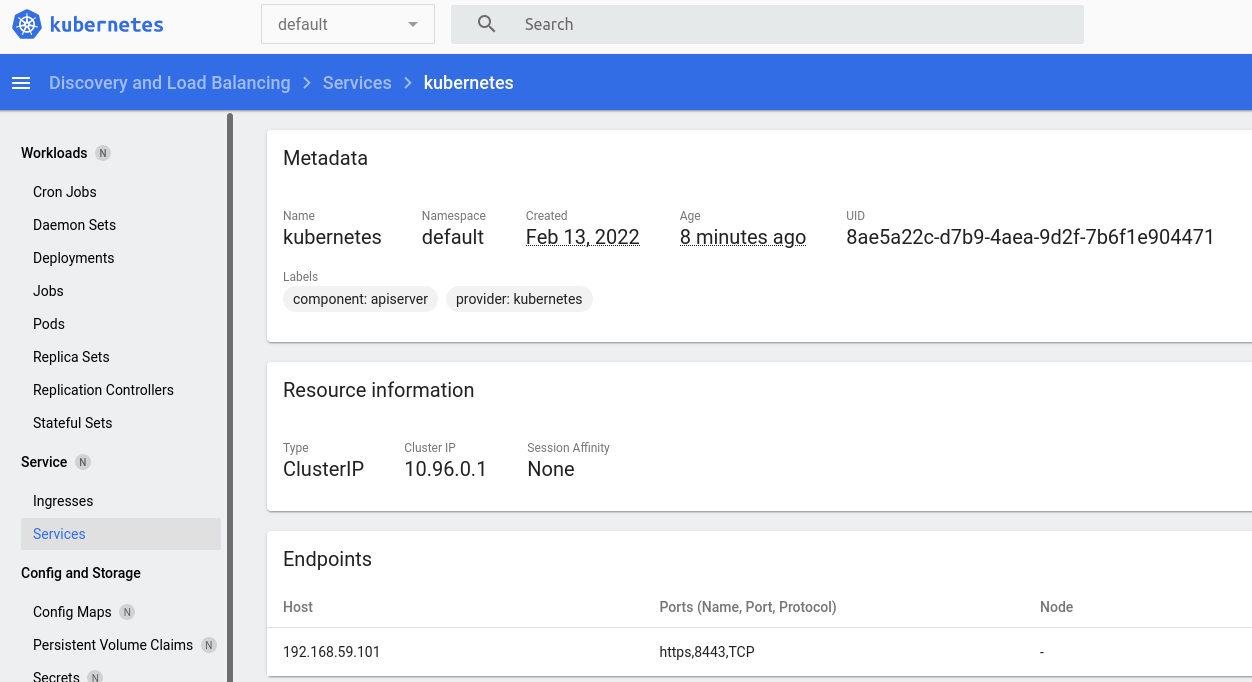 kubernetes
default
Search
Discovery and Load Balancing > Services > kubernetes
Workloads N
Cron Jobs
Daemon Sets
Deployments
Jobs
Pods
Replica Sets
Replication Controllers
Stateful Sets
Service N
Ingresses
Services
Config and Storage
Config Maps N
Persistent Volume Claims N
Secrets N
Metadata
Name Namespace Created Age UID
kubernetes default Feb 13, 2022 8 minutes ago 8ae5a22c-d7b9-4aea-9d2f-7b6f1e904471
Labels
component: apiserver provider: kubernetes
Resource information
Type Cluster IP Session Affinity
ClusterIP 10.96.0.1 None
Endpoints
Host Ports (Name, Port, Protocol) Node
192.168.59.101 https,8443,TCP -